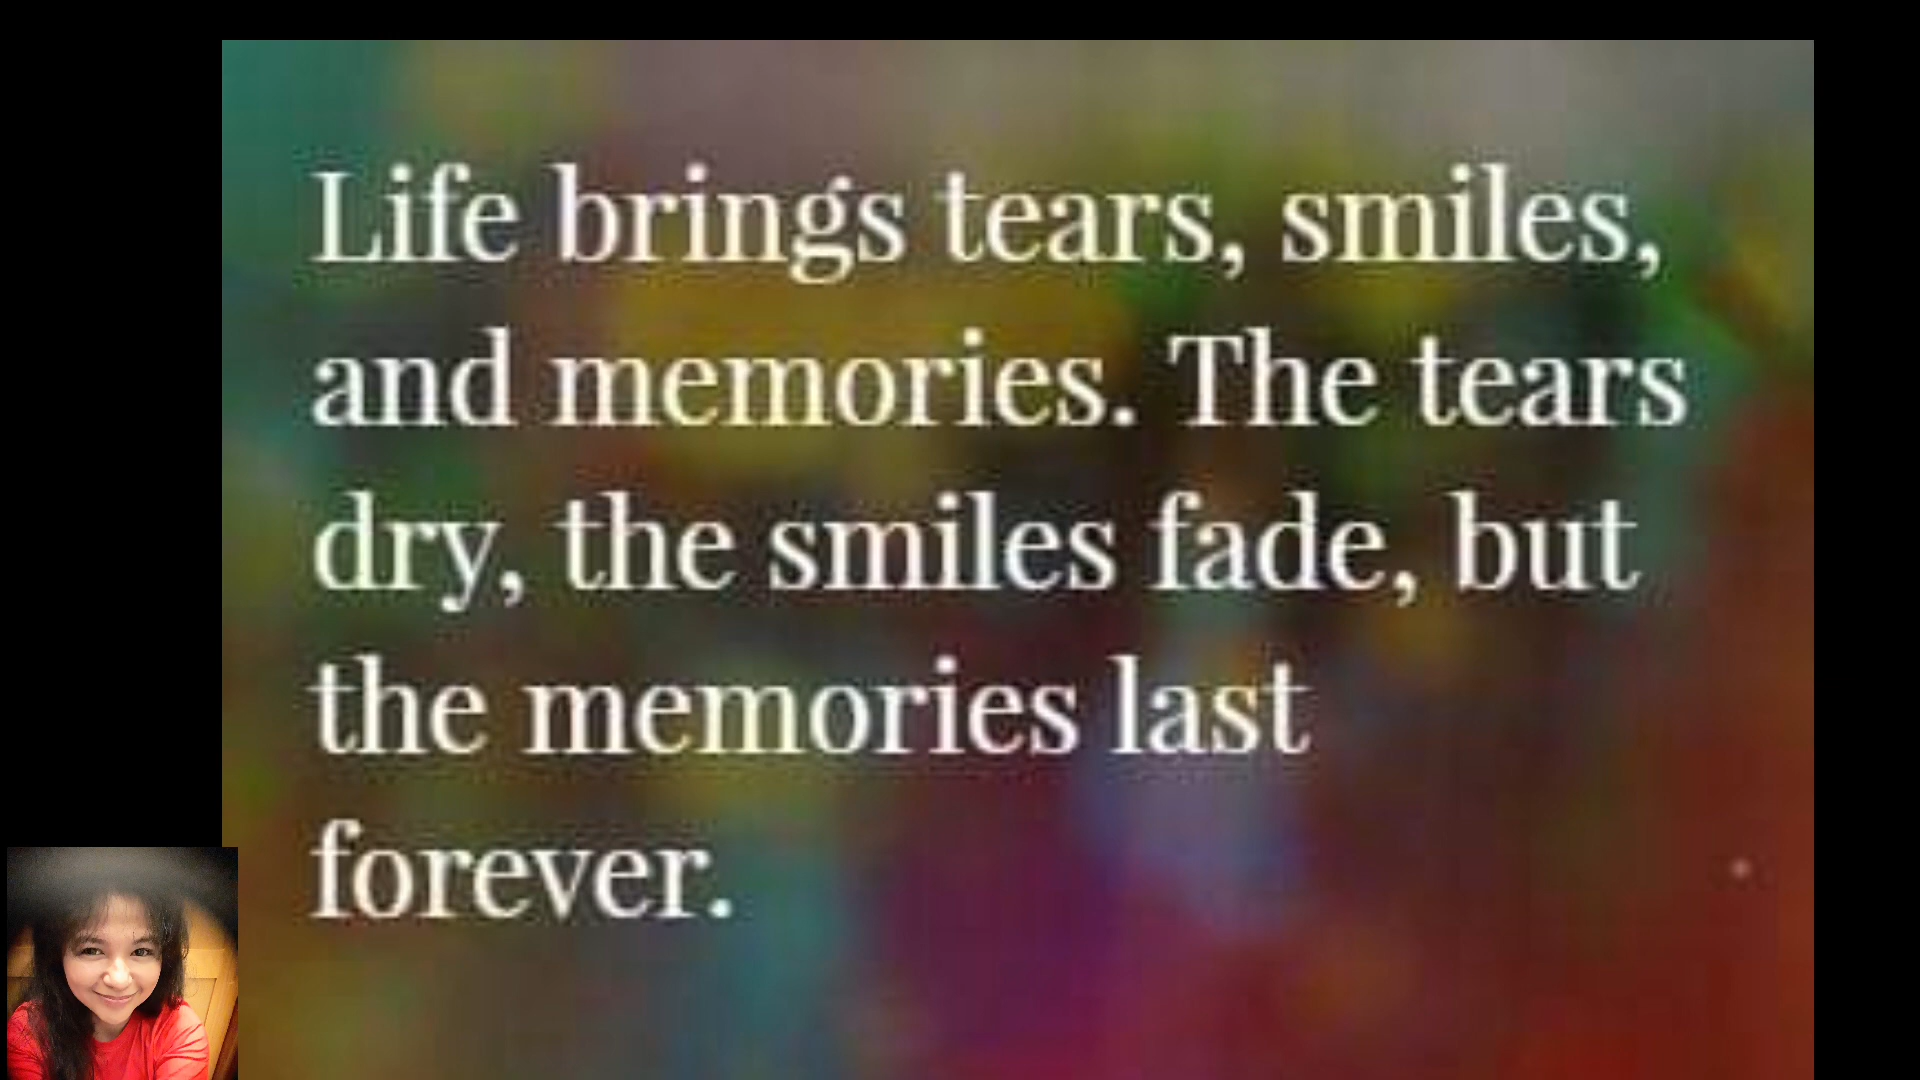 Life brings tears, smiles,
and memories. The tears
dry, the smiles fade, but
the memories last
forever.